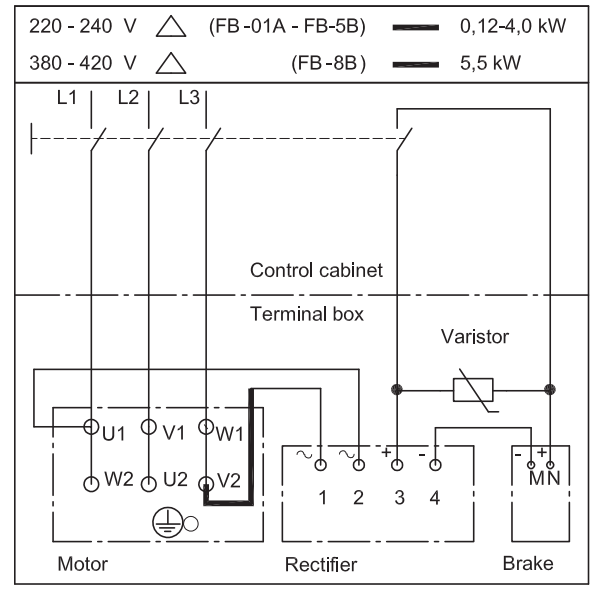 220 - 240 V (FB -01A - FB-5B) 0,12-4,0 kW
380 - 420 V (FB -8B) 5,5 kW
L1 L2 L3
Control cabinet
Terminal box
Varistor
U1 V1 W1
W2 U2 V2
~ ~ + -
1 2 3 4
- +
M N
Motor Rectifier Brake